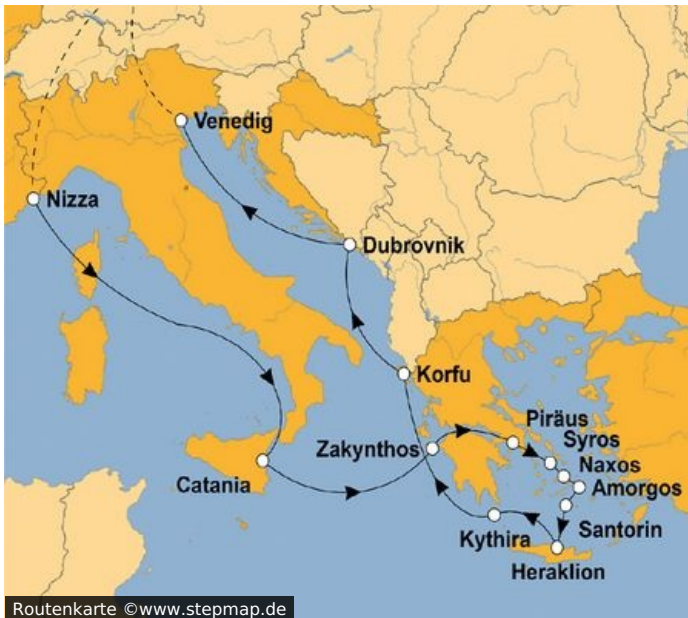 Venedig
Nizza
Dubrovnik
Korfu
Piräus
Syros
Zakynthos
Naxos
Amorgos
Catania
Santorin
Kythira
Heraklion
Routenkarte ©www.stepmap.de